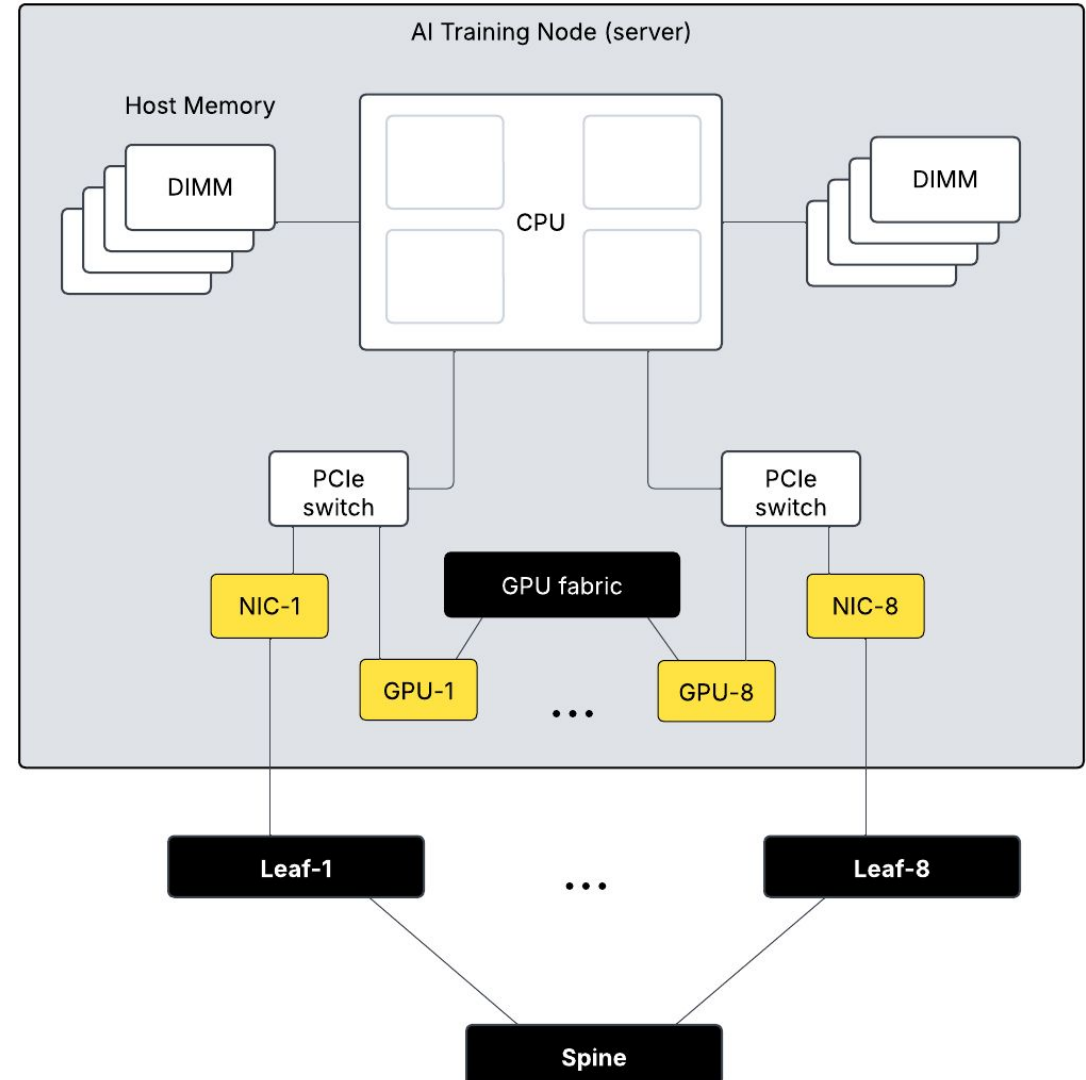 AI Training Node (server)
Host Memory
DIMM
DIMM
CPU
PCIe
switch
PCIe
switch
GPU fabric
NIC-1
NIC-8
GPU-1
GPU-8
...
Leaf-1
Leaf-8
...
Spine